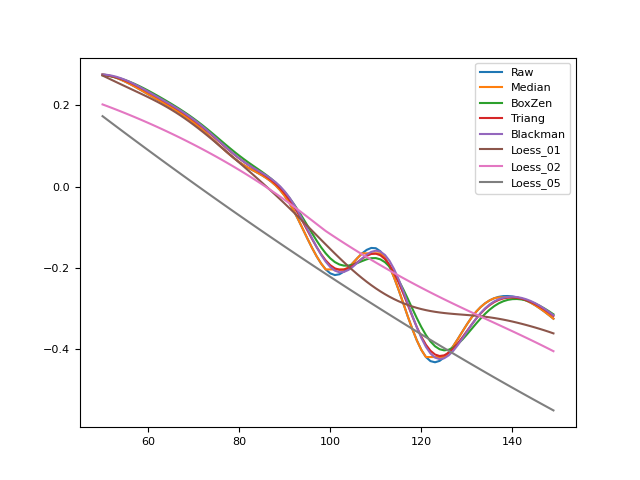 Raw
Median
BoxZen
Triang
Blackman
Loess_01
Loess_02
Loess_05
0.2
0.0
−0.2
−0.4
60 80 100 120 140